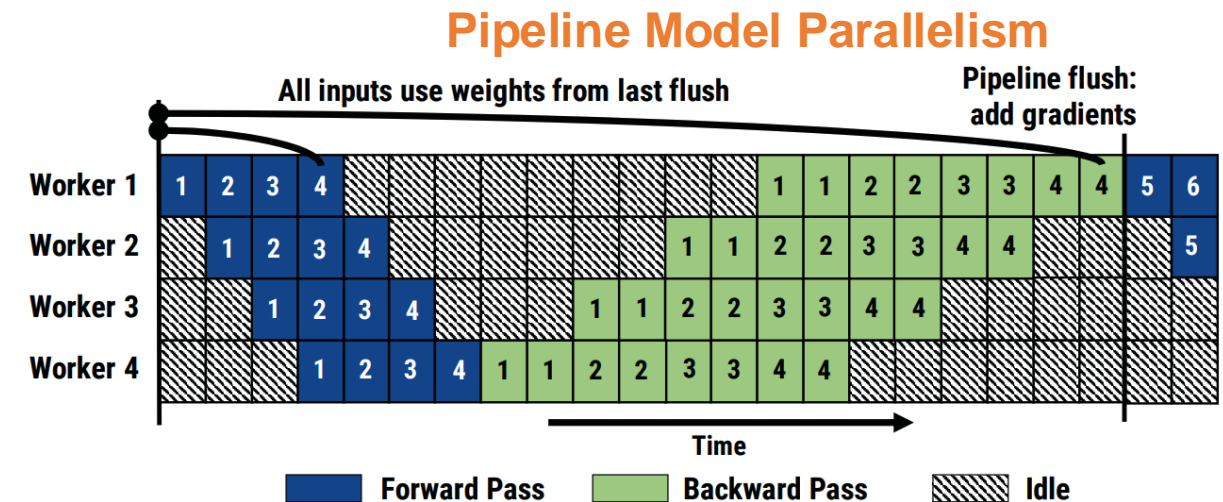 Pipeline Model Parallelism
All inputs use weights from last flush
Pipeline flush:
add gradients
Worker 1 1 2 3 4 1 1 2 2 3 3 4 4 5 6
Worker 2 1 2 3 4 1 1 2 2 3 3 4 4 5
Worker 3 1 2 3 4 1 1 2 2 3 3 4 4
Worker 4 1 2 3 4 1 1 2 2 3 3 4 4
Time
Forward Pass Backward Pass Idle